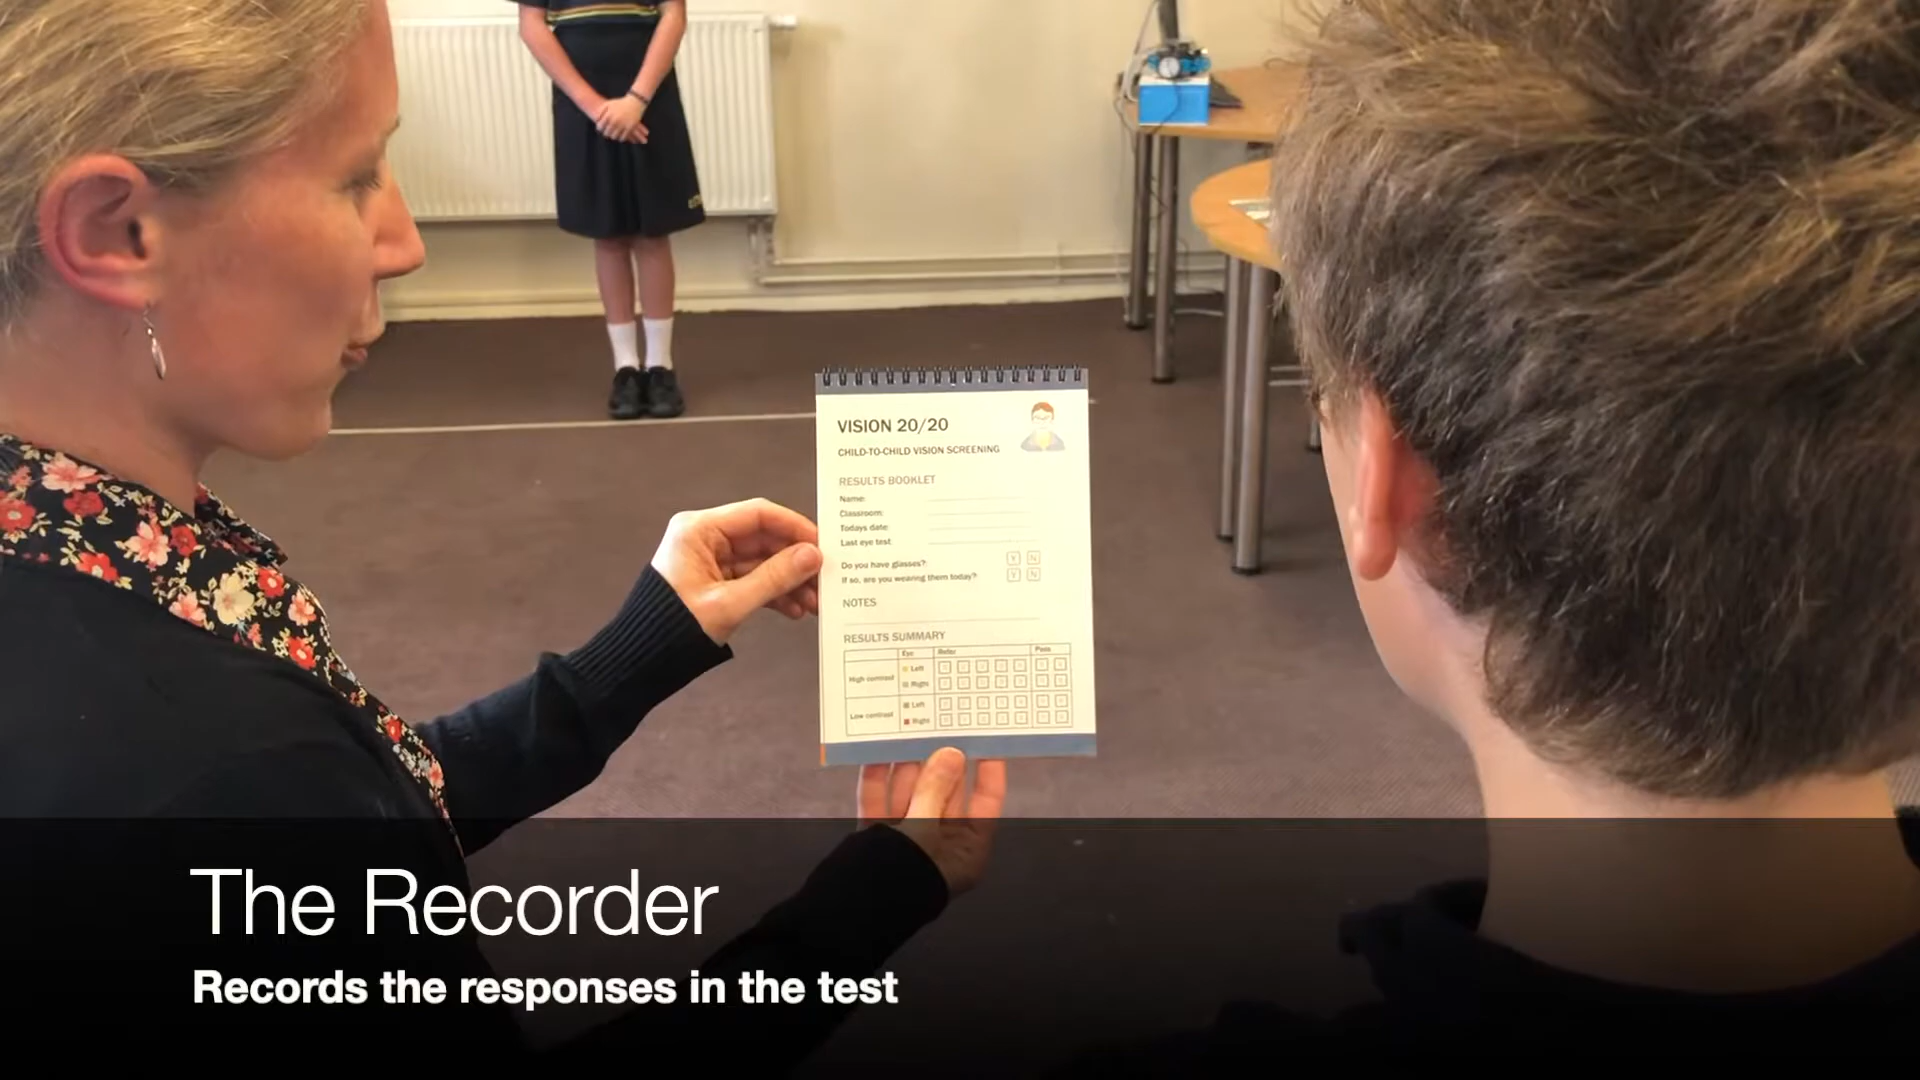 VISION 20/20
CHILD-TO-CHILD VISION SCREENING
RESULTS BOOKLET
Name:
Classroom:
Todays date:
Last eye test:
Do you have glasses? Y N
If so, are you wearing them today? Y N
NOTES
RESULTS SUMMARY
Eye Refer Pass
High contrast Left
Right
Low contrast Left
Right
The Recorder
Records the responses in the test